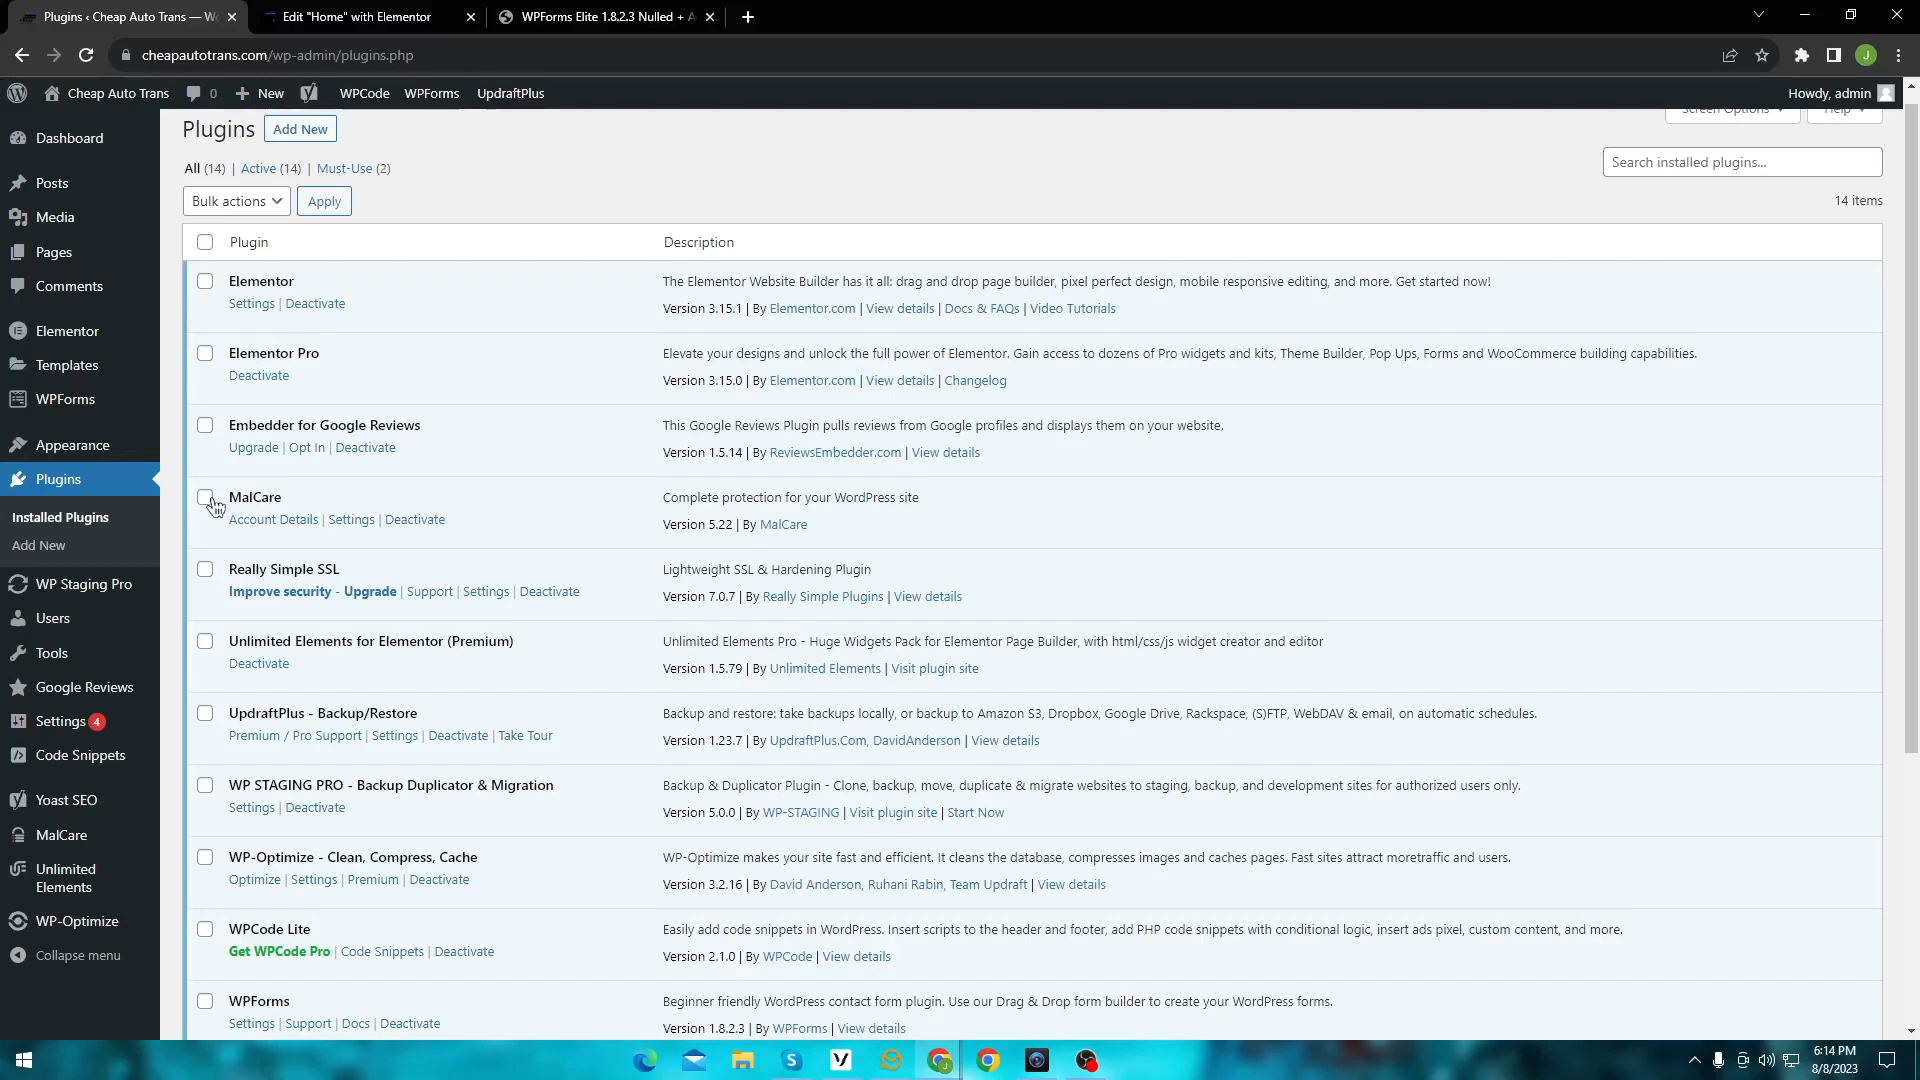 Plugins ‹ Cheap Auto Trans — W
Edit "Home" with Elementor
WPForms Elite 1.8.2.3 Nulled + A
cheapautotrans.com/wp-admin/plugins.php
J
Cheap Auto Trans
0
New
WPCode
WPForms
UpdraftPlus
Howdy, admin
Dashboard
Posts
Media
Pages
Comments
Elementor
Templates
WPForms
Appearance
Plugins
Installed Plugins
Add New
WP Staging Pro
Users
Tools
Google Reviews
Settings 4
Code Snippets
Yoast SEO
MalCare
Unlimited
Elements
WP-Optimize
Collapse menu
Screen Options
Help
Plugins
Add New
All (14) | Active (14) | Must-Use (2)
Search installed plugins...
Bulk actions
Apply
14 items
Plugin
Description
Elementor
Settings | Deactivate
The Elementor Website Builder has it all: drag and drop page builder, pixel perfect design, mobile responsive editing, and more. Get started now!
Version 3.15.1 | By Elementor.com | View details | Docs & FAQs | Video Tutorials
Elementor Pro
Deactivate
Elevate your designs and unlock the full power of Elementor. Gain access to dozens of Pro widgets and kits, Theme Builder, Pop Ups, Forms and WooCommerce building capabilities.
Version 3.15.0 | By Elementor.com | View details | Changelog
Embedder for Google Reviews
Upgrade | Opt In | Deactivate
This Google Reviews Plugin pulls reviews from Google profiles and displays them on your website.
Version 1.5.14 | By ReviewsEmbedder.com | View details
MalCare
Account Details | Settings | Deactivate
Complete protection for your WordPress site
Version 5.22 | By MalCare
Really Simple SSL
Improve security - Upgrade | Support | Settings | Deactivate
Lightweight SSL & Hardening Plugin
Version 7.0.7 | By Really Simple Plugins | View details
Unlimited Elements for Elementor (Premium)
Deactivate
Unlimited Elements Pro - Huge Widgets Pack for Elementor Page Builder, with html/css/js widget creator and editor
Version 1.5.79 | By Unlimited Elements | Visit plugin site
UpdraftPlus - Backup/Restore
Premium / Pro Support | Settings | Deactivate | Take Tour
Backup and restore: take backups locally, or backup to Amazon S3, Dropbox, Google Drive, Rackspace, (S)FTP, WebDAV & email, on automatic schedules.
Version 1.23.7 | By UpdraftPlus.Com, DavidAnderson | View details
WP STAGING PRO - Backup Duplicator & Migration
Settings | Deactivate
Backup & Duplicator Plugin - Clone, backup, move, duplicate & migrate websites to staging, backup, and development sites for authorized users only.
Version 5.0.0 | By WP-STAGING | Visit plugin site | Start Now
WP-Optimize - Clean, Compress, Cache
Optimize | Settings | Premium | Deactivate
WP-Optimize makes your site fast and efficient. It cleans the database, compresses images and caches pages. Fast sites attract moretraffic and users.
Version 3.2.16 | By David Anderson, Ruhani Rabin, Team Updraft | View details
WPCode Lite
Get WPCode Pro | Code Snippets | Deactivate
Easily add code snippets in WordPress. Insert scripts to the header and footer, add PHP code snippets with conditional logic, insert ads pixel, custom content, and more.
Version 2.1.0 | By WPCode | View details
WPForms
Settings | Support | Docs | Deactivate
Beginner friendly WordPress contact form plugin. Use our Drag & Drop form builder to create your WordPress forms.
Version 1.8.2.3 | By WPForms | View details
6:14 PM
8/8/2023